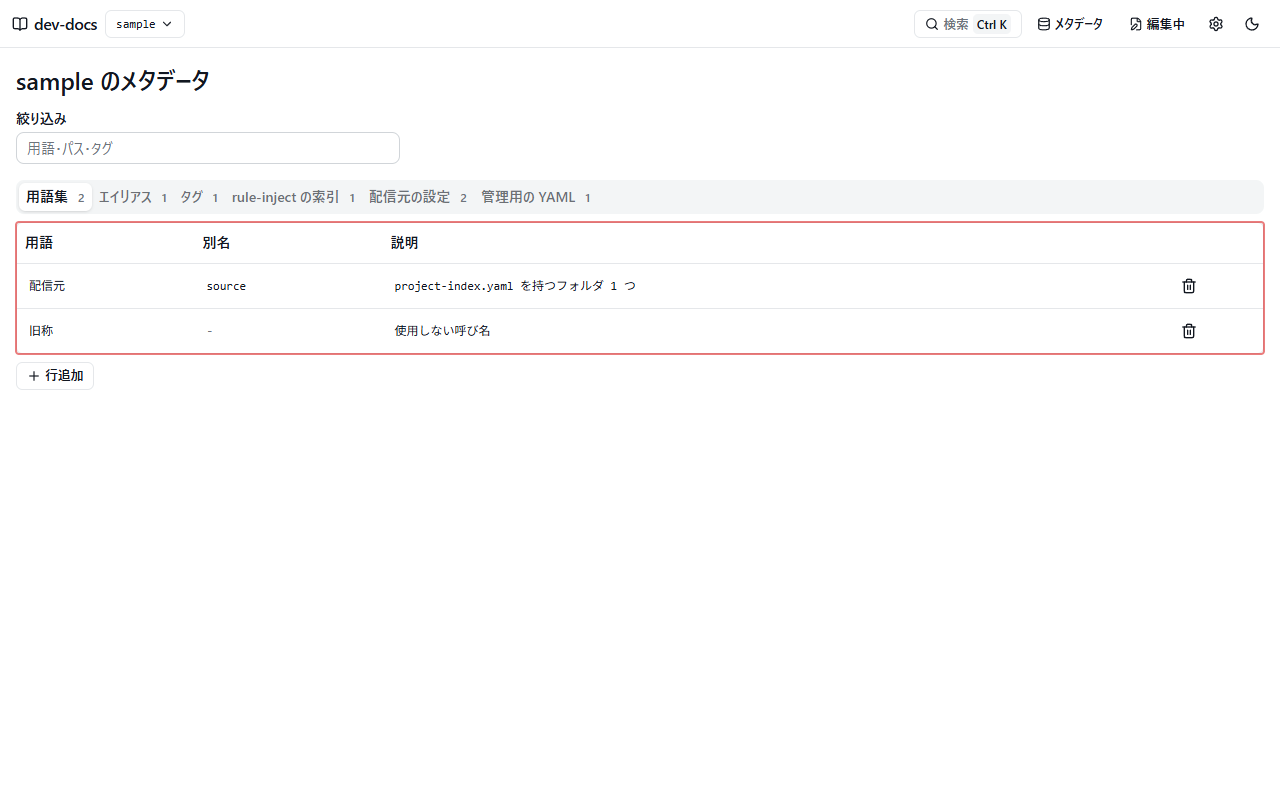 dev-docs sample 検索 Ctrl K メタデータ 編集中
sample のメタデータ
絞り込み
用語・パス・タグ
用語集 2 エイリアス 1 タグ 1 rule-inject の索引 1 配信元の設定 2 管理用の YAML 1
用語 別名 説明
配信元 source project-index.yaml を持つフォルダ 1 つ
旧称 - 使用しない呼び名
行追加